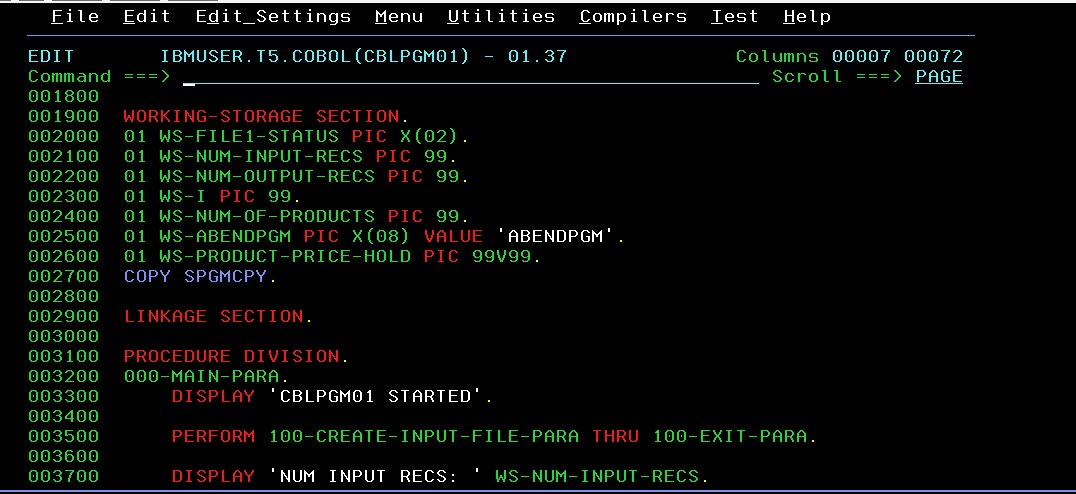 File Edit Edit_Settings Menu Utilities Compilers Test Help
EDIT IBMUSER.T5.COBOL(CBLPGM01) - 01.37 Columns 00007 00072
Command ===> Scroll ===> PAGE
001800
001900 WORKING-STORAGE SECTION.
002000 01 WS-FILE1-STATUS PIC X(02).
002100 01 WS-NUM-INPUT-RECS PIC 99.
002200 01 WS-NUM-OUTPUT-RECS PIC 99.
002300 01 WS-I PIC 99.
002400 01 WS-NUM-OF-PRODUCTS PIC 99.
002500 01 WS-ABENDPGM PIC X(08) VALUE 'ABENDPGM'.
002600 01 WS-PRODUCT-PRICE-HOLD PIC 99V99.
002700 COPY SPGMCPY.
002800
002900 LINKAGE SECTION.
003000
003100 PROCEDURE DIVISION.
003200 000-MAIN-PARA.
003300 DISPLAY 'CBLPGM01 STARTED'.
003400
003500 PERFORM 100-CREATE-INPUT-FILE-PARA THRU 100-EXIT-PARA.
003600
003700 DISPLAY 'NUM INPUT RECS: ' WS-NUM-INPUT-RECS.